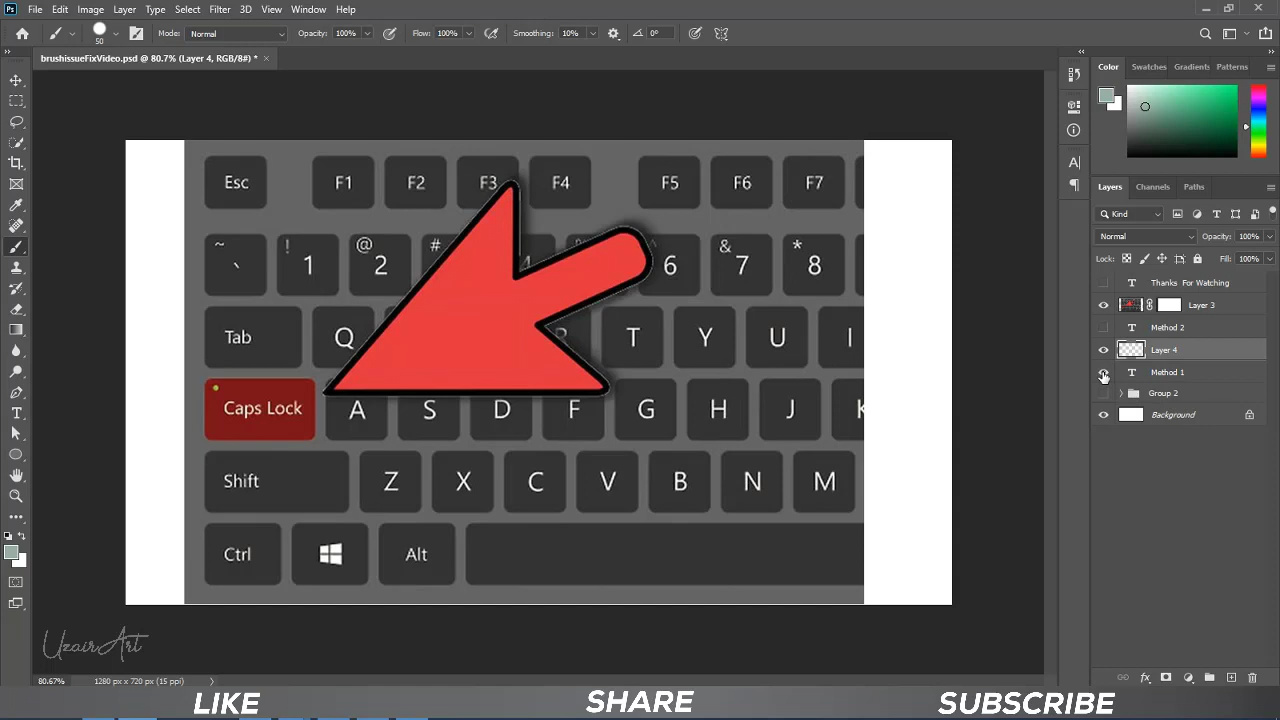 Ps File Edit Image Layer Type Select Filter 3D View Window Help
50 Mode: Normal Opacity: 100% Flow: 100% Smoothing: 10% 0°
brushissueFixVideo.psd @ 80.7% (Layer 4, RGB/8#) * ×
Color Swatches Gradients Patterns
Esc F1 F2 F3 F4 F5 F6 F7
~ ! @ # ^ & *
` 1 2 4 6 7 8
Tab Q T Y U I
Caps Lock A S D F G H J K
Shift Z X C V B N M
Ctrl Alt
Layers Channels Paths
Kind
Normal Opacity: 100%
Lock: Fill: 100%
Thanks For Watching
Layer 3
Method 2
Layer 4
Method 1
Group 2
Background
UzairArt
80.67% 1280 px x 720 px (15 ppi)
LIKE SHARE SUBSCRIBE